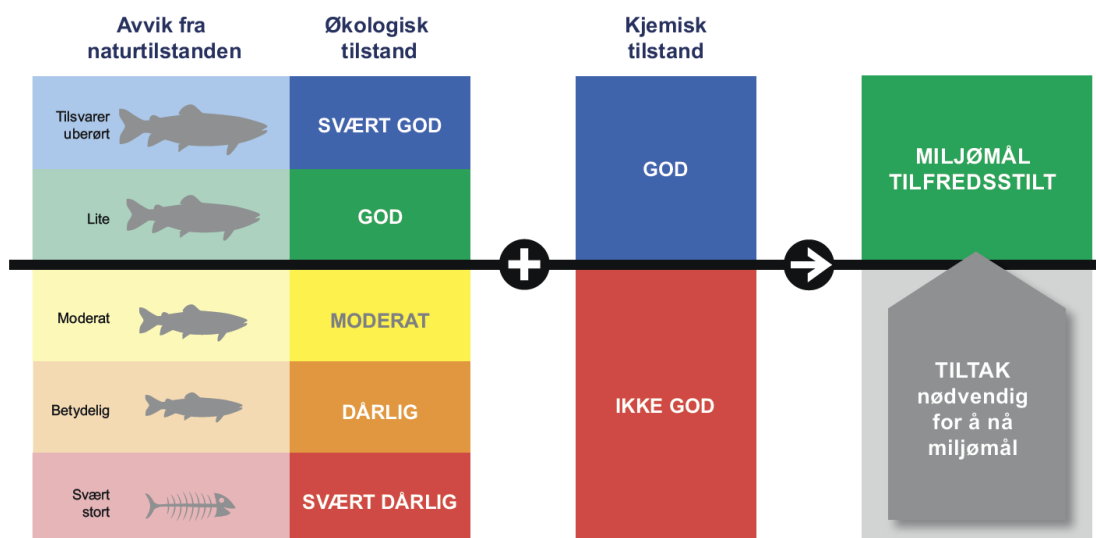 Avvik fra
naturtilstanden
Økologisk
tilstand
Kjemisk
tilstand
Tilsvarer
uberørt
SVÆRT GOD
Lite
GOD
Moderat
MODERAT
Betydelig
DÅRLIG
Svært
stort
SVÆRT DÅRLIG
GOD
IKKE GOD
MILJØMÅL
TILFREDSSTILT
TILTAK
nødvendig
for å nå
miljømål